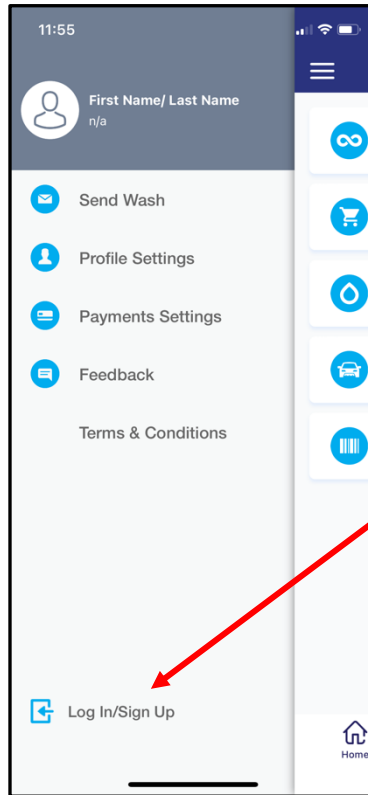 11:55
First Name/ Last Name
n/a
Send Wash
Profile Settings
Payments Settings
Feedback
Terms & Conditions
Log In/Sign Up
Home